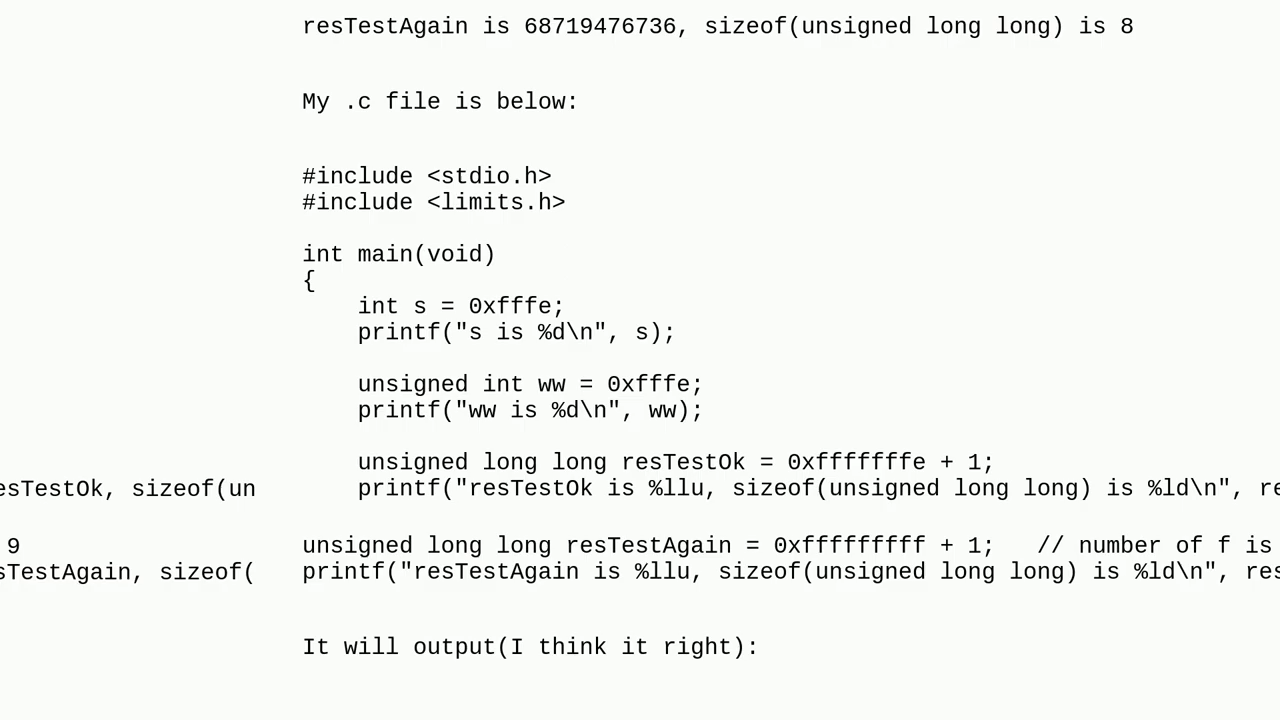 resTestAgain is 68719476736, sizeof(unsigned long long) is 8
My .c file is below:
#include <stdio.h>
#include <limits.h>
int main(void)
{
int s = 0xfffe;
printf("s is %d\n", s);
unsigned int ww = 0xfffe;
printf("ww is %d\n", ww);
unsigned long long resTestOk = 0xfffffffe + 1;
esTestOk, sizeof(un printf("resTestOk is %llu, sizeof(unsigned long long) is %ld\n", re
9 unsigned long long resTestAgain = 0xfffffffff + 1; // number of f is
sTestAgain, sizeof( printf("resTestAgain is %llu, sizeof(unsigned long long) is %ld\n", res
It will output(I think it right):